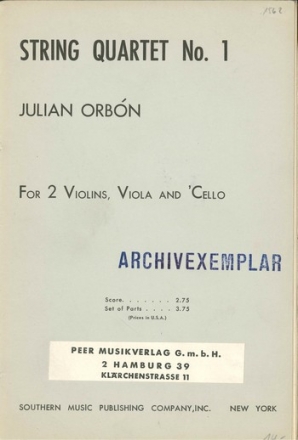 STRING QUARTET No. 1
JULIAN ORBÓN
FOR 2 VIOLINS, VIOLA AND 'CELLO
ARCHIVEXEMPLAR
Score. . . . . . . 2.75
Set of Parts . . . . 3.75
(Prices in U.S.A.)
PEER MUSIKVERLAG G.m.b.H.
2 HAMBURG 39
KLÄRCHENSTRASSE 11
SOUTHERN MUSIC PUBLISHING COMPANY,INC. NEW YORK